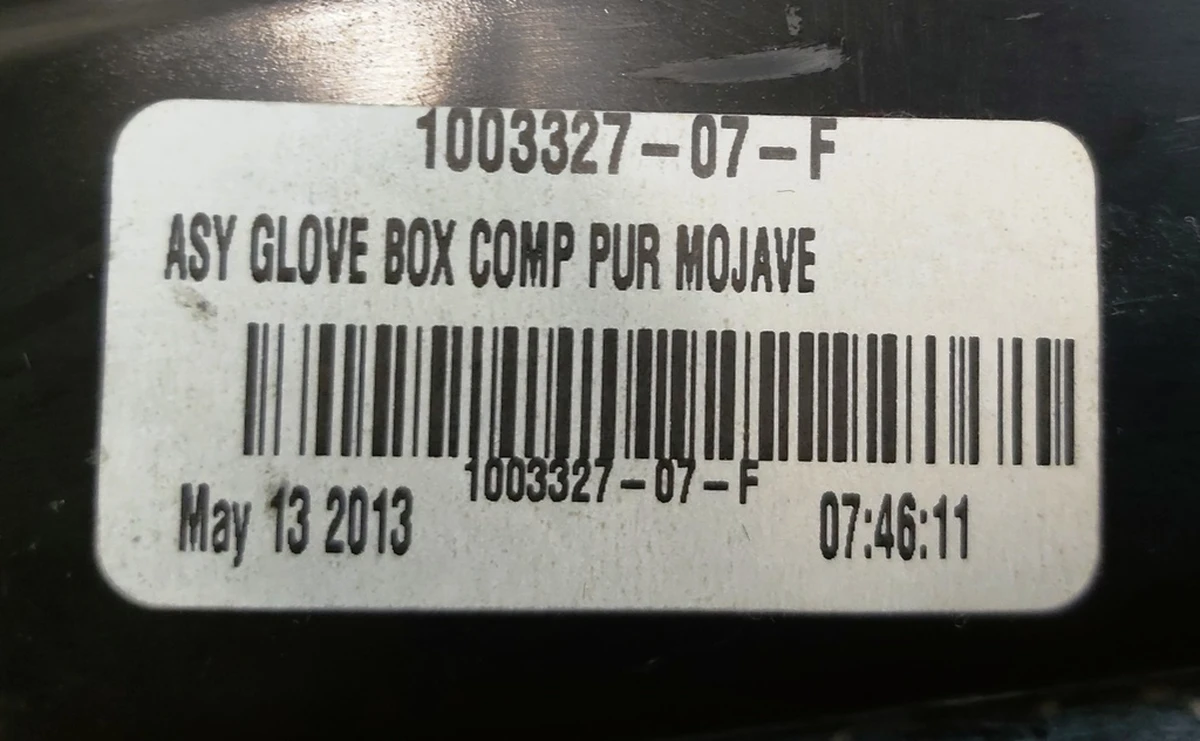 1003327-07-F
ASY GLOVE BOX COMP PUR MOJAVE
1003327-07-F
May 13 2013 07:46:11